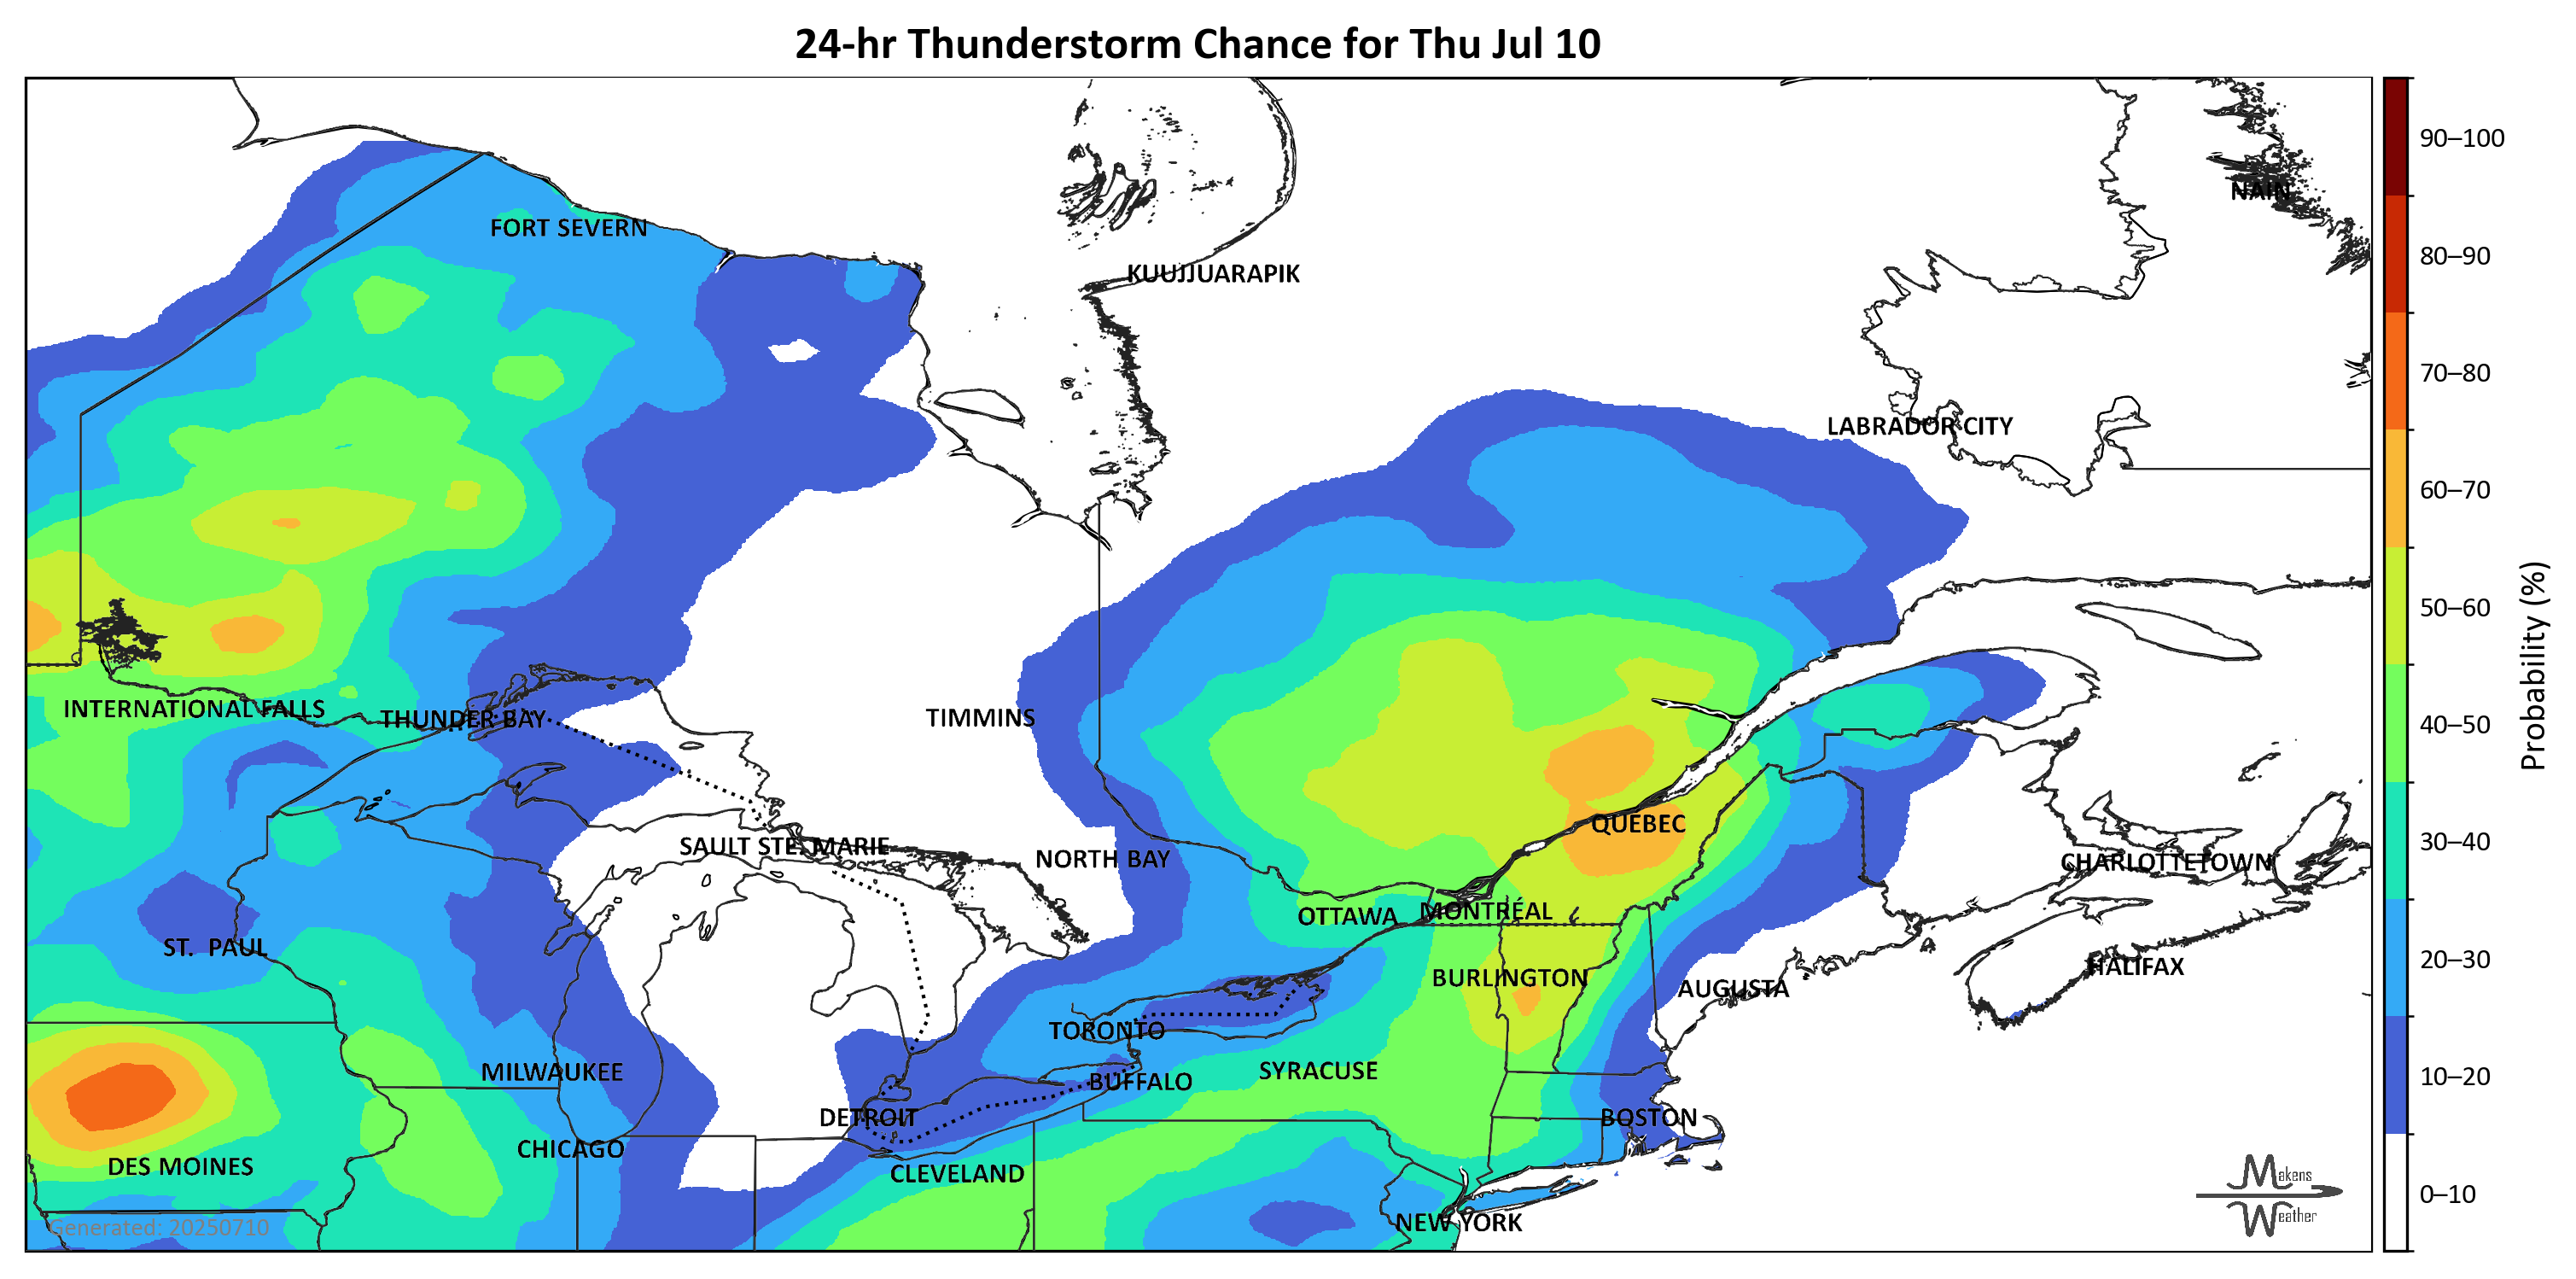 24-hr Thunderstorm Chance for Thu Jul 10
90–100
NAIN
FORT SEVERN
80–90
KUUJJUARAPIK
70–80
LABRADOR CITY
60–70
50–60
INTERNATIONAL FALLS
THUNDER BAY
TIMMINS
40–50
Probability (%)
QUEBEC
30–40
SAULT STE. MARIE
NORTH BAY
CHARLOTTETOWN
OTTAWA
MONTRÉAL
ST. PAUL
20–30
HALIFAX
BURLINGTON
AUGUSTA
TORONTO
MILWAUKEE
SYRACUSE
BUFFALO
10–20
DETROIT
BOSTON
CHICAGO
DES MOINES
CLEVELAND
Makens
Weather
0–10
NEW YORK
Generated: 20250710